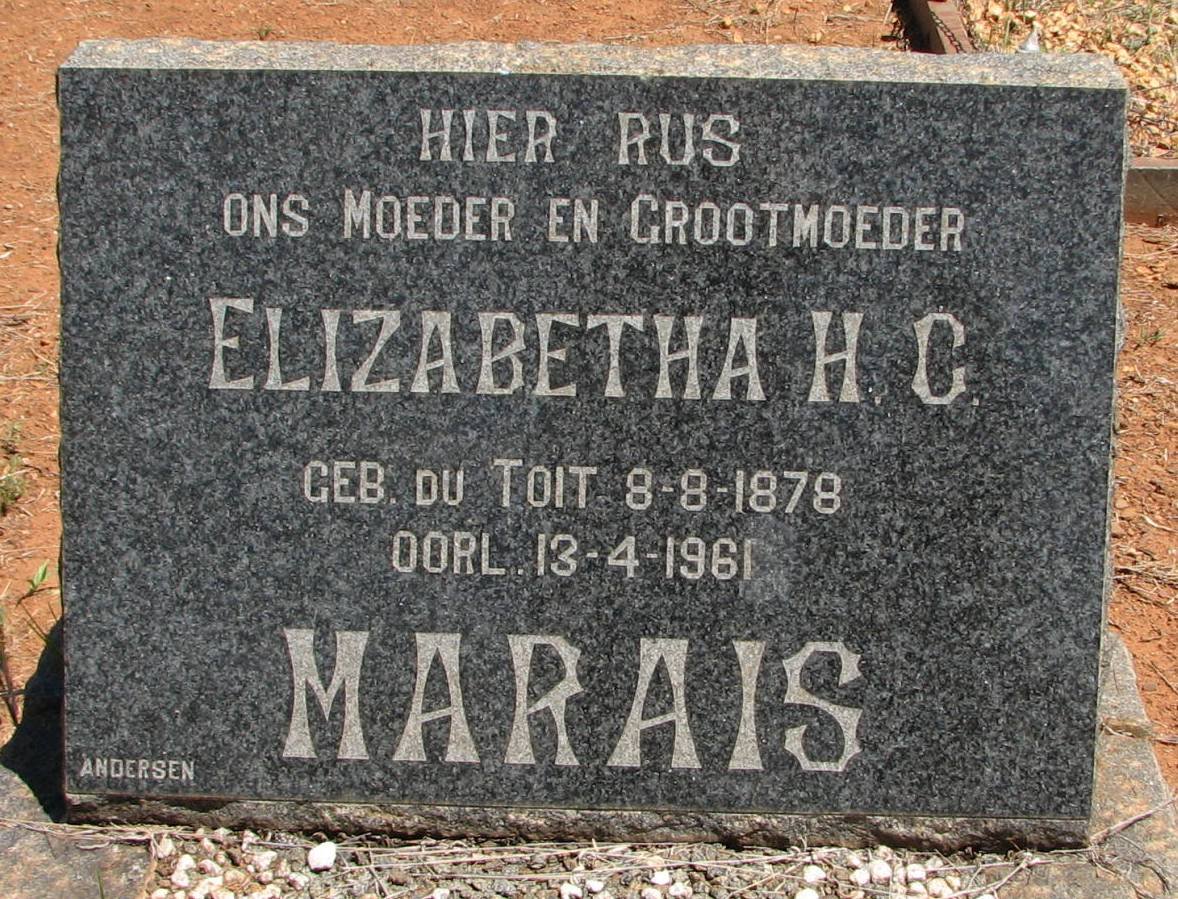 HIER RUS
ONS MOEDER EN GROOTMOEDER
ELIZABETHA H. C.
GEB. DU TOIT 8-8-1878
OORL. 13-4-1961
MARAIS
ANDERSEN